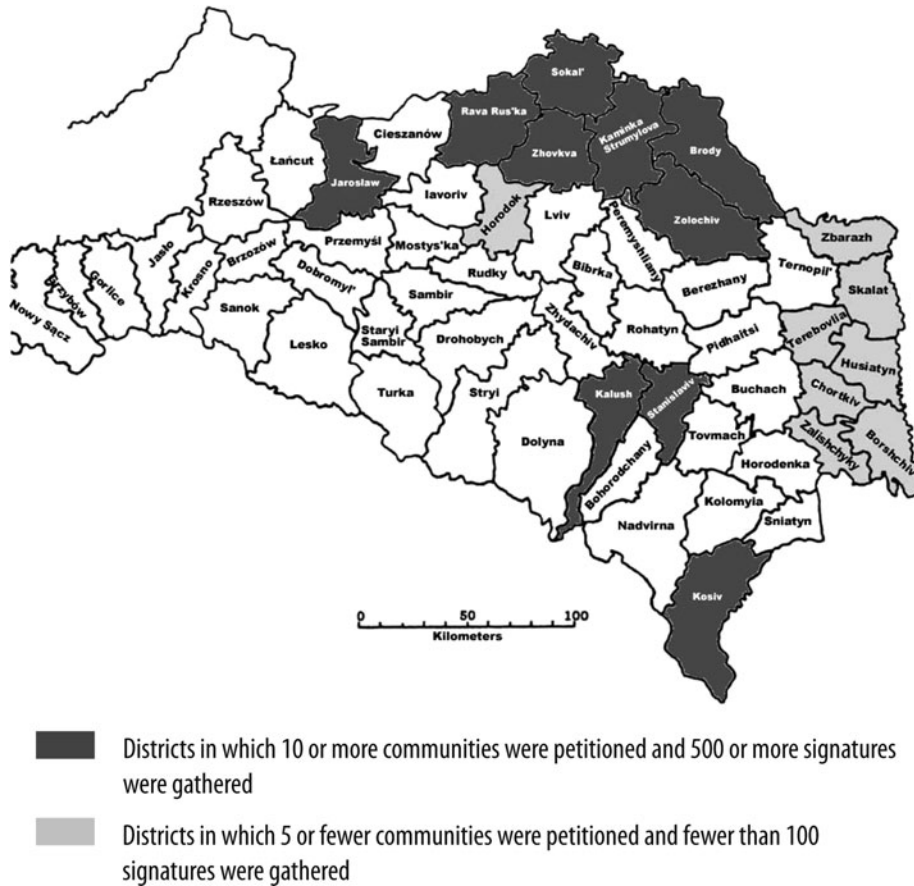 Sokal'
Rava Rus'ka
Kaminka
Strumylova
Cieszanów
Zhovkva
Brody
Łańcut
Jarosław
Iavoriv
Rzeszów
Horodok
Lviv
Peremyshliany
Zolochiv
Zbarazh
Przemyśl
Mostys'ka
Jasło
Brzozów
Krosno
Gorlice
Grzybów
Nowy Sącz
Dobromyl'
Rudky
Bibrka
Ternopil'
Berezhany
Skalat
Sanok
Sambir
Lesko
Staryi
Sambir
Drohobych
Zhydachiv
Rohatyn
Pidhaitsi
Terebovlia
Husiatyn
Turka
Stryi
Kalush
Stanislaviv
Buchach
Chortkiv
Dolyna
Tovmach
Zalishchyky
Borshchiv
Bohorodchany
Horodenka
Kolomyia
Nadvirna
Sniatyn
Kosiv
0 50 100
Kilometers
Districts in which 10 or more communities were petitioned and 500 or more signatures
were gathered
Districts in which 5 or fewer communities were petitioned and fewer than 100
signatures were gathered